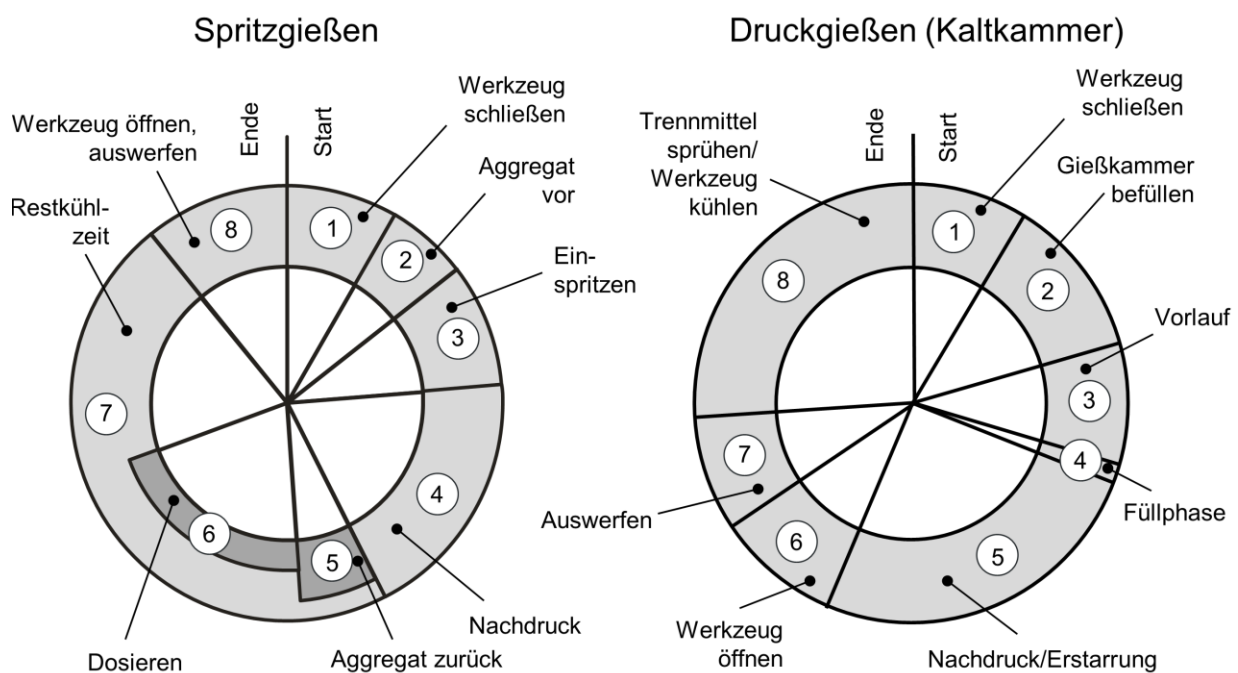 Spritzgießen
Ende
Start
Werkzeug
schließen
Aggregat
vor
Ein-
spritzen
Nachdruck
Aggregat zurück
Dosieren
Restkühl-
zeit
Werkzeug öffnen,
auswerfen
1
2
3
4
5
6
7
8
Druckgießen (Kaltkammer)
Ende
Start
Werkzeug
schließen
Gießkammer
befüllen
Vorlauf
Füllphase
Nachdruck/Erstarrung
Werkzeug
öffnen
Auswerfen
Trennmittel
sprühen/
Werkzeug
kühlen
1
2
3
4
5
6
7
8